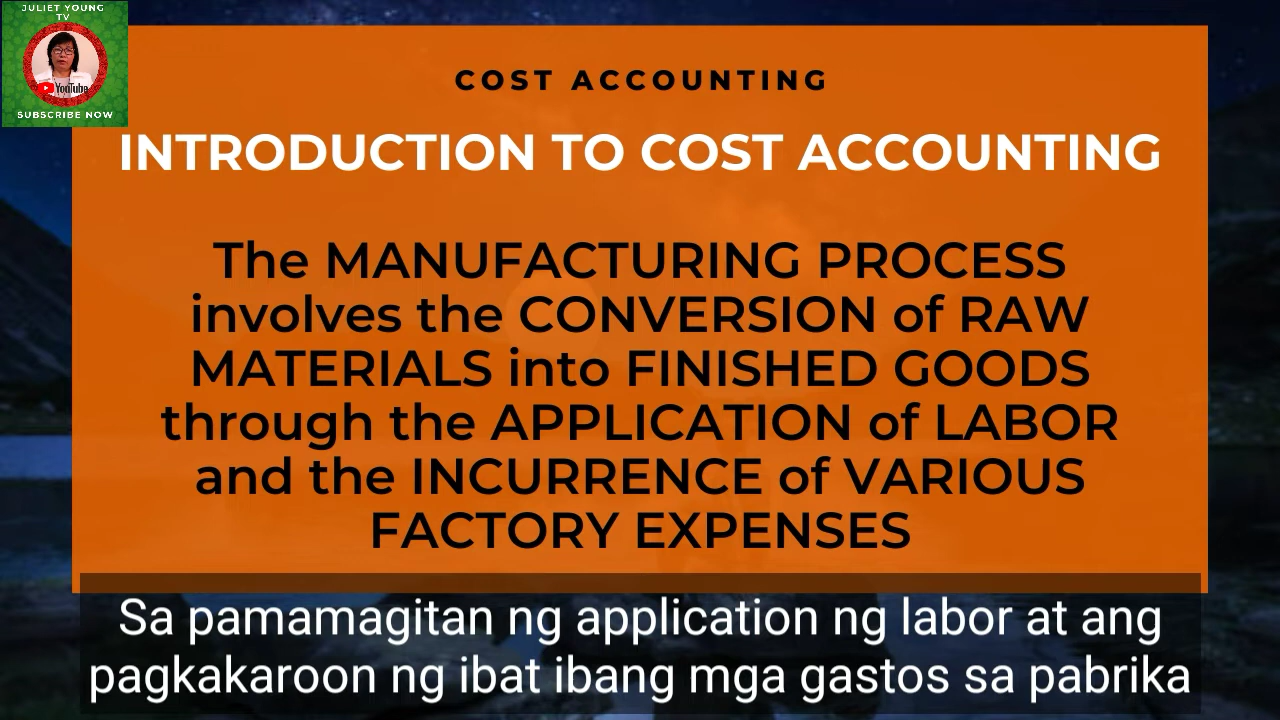 JULIET YOUNG
TV
YouTube
SUBSCRIBE NOW
COST ACCOUNTING
INTRODUCTION TO COST ACCOUNTING
The MANUFACTURING PROCESS
involves the CONVERSION of RAW
MATERIALS into FINISHED GOODS
through the APPLICATION of LABOR
and the INCURRENCE of VARIOUS
FACTORY EXPENSES
Sa pamamagitan ng application ng labor at ang
pagkakaroon ng ibat ibang mga gastos sa pabrika